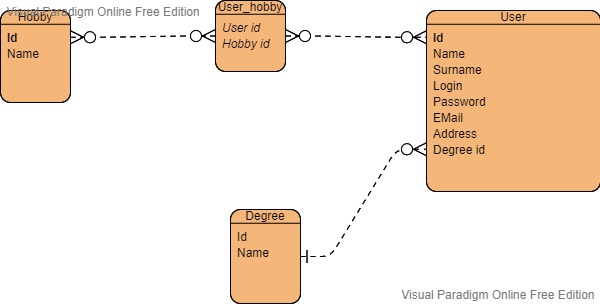 Visual Paradigm Online Free Edition
Hobby
Id
Name
User_hobby
User id
Hobby id
User
Id
Name
Surname
Login
Password
EMail
Address
Degree id
Degree
Id
Name
Visual Paradigm Online Free Edition